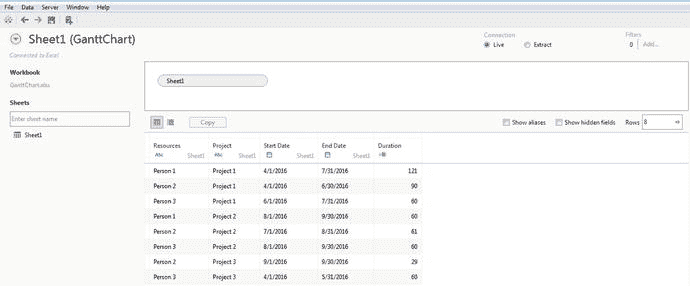 File Data Server Window Help
Sheet1 (GanttChart)
Connected to Excel
Connection
Live Extract
Filters
0 Add...
Workbook
GanttChart.xlsx
Sheets
Enter sheet name
Sheet1
Sheet1
Copy
Show aliases Show hidden fields Rows 8
Resources Project Start Date End Date Duration
Abc Sheet1 Abc Sheet1 Sheet1 Sheet1
Person 1 Project 1 4/1/2016 7/31/2016 121
Person 2 Project 1 4/1/2016 6/30/2016 90
Person 3 Project 1 6/1/2016 7/31/2016 60
Person 1 Project 2 8/1/2016 9/30/2016 60
Person 2 Project 2 7/1/2016 8/31/2016 61
Person 3 Project 2 8/1/2016 9/30/2016 60
Person 2 Project 3 9/1/2016 9/30/2016 29
Person 3 Project 3 4/1/2016 5/31/2016 60